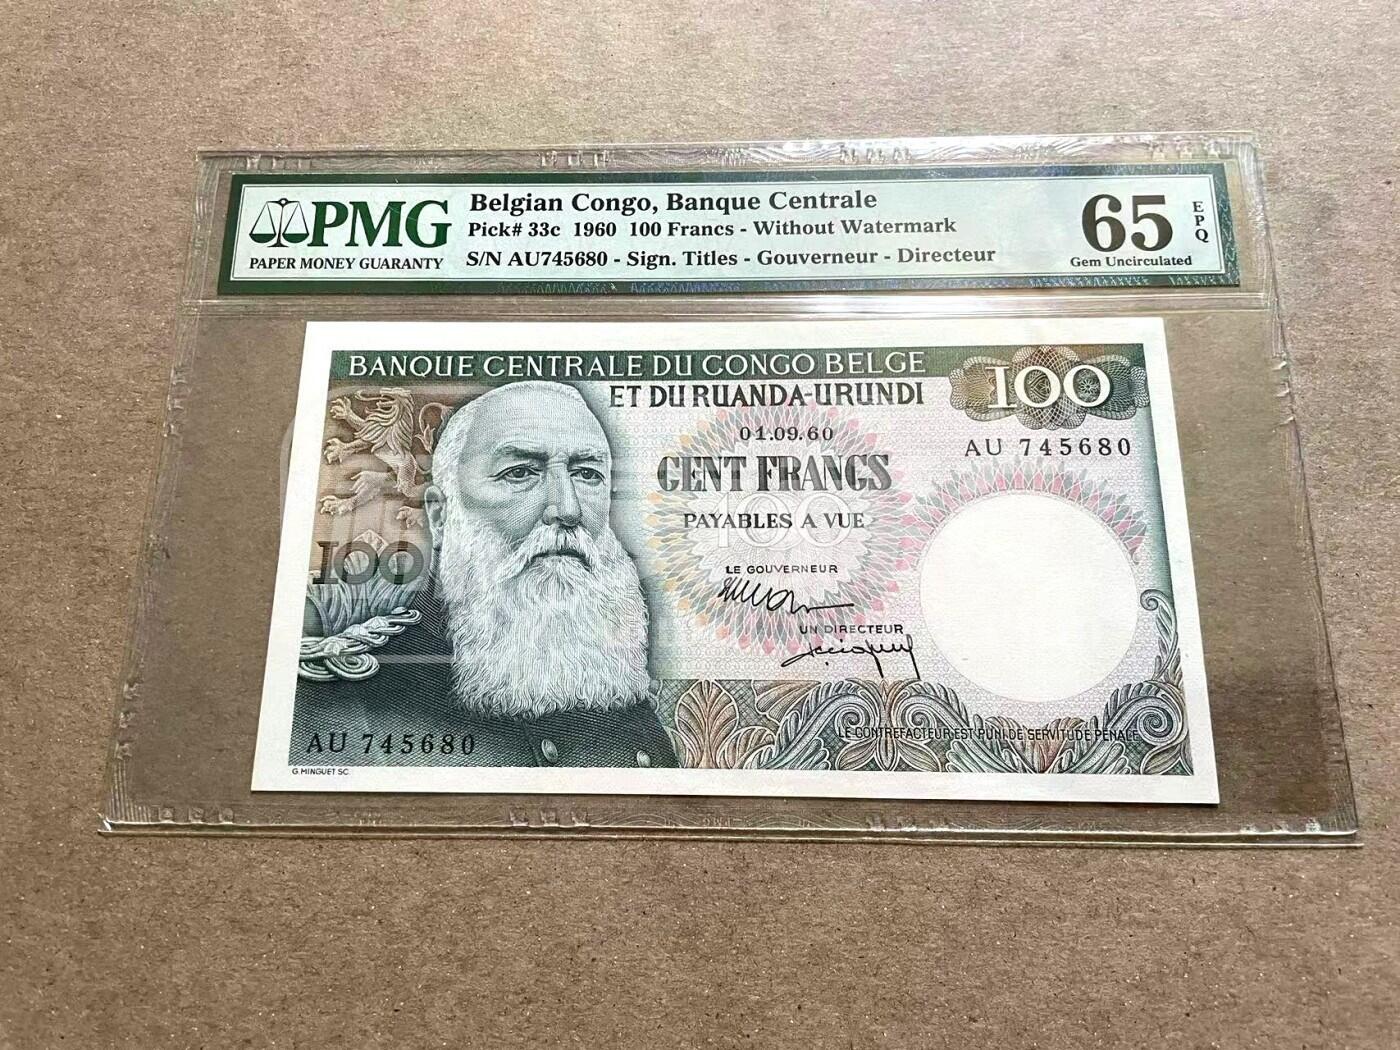 PMG
PAPER MONEY GUARANTY
Belgian Congo, Banque Centrale
Pick# 33c 1960 100 Francs - Without Watermark
S/N AU745680 - Sign. Titles - Gouverneur - Directeur
65
EPQ
Gem Uncirculated
BANQUE CENTRALE DU CONGO BELGE
ET DU RUANDA-URUNDI
100
01.09.60
AU 745680
CENT FRANCS
PAYABLES A VUE
100
100
LE GOUVERNEUR
UN DIRECTEUR
LE CONTREFACTEUR EST PUNI DE SERVITUDE PÉNALE
AU 745680
G. MINGUET SC.